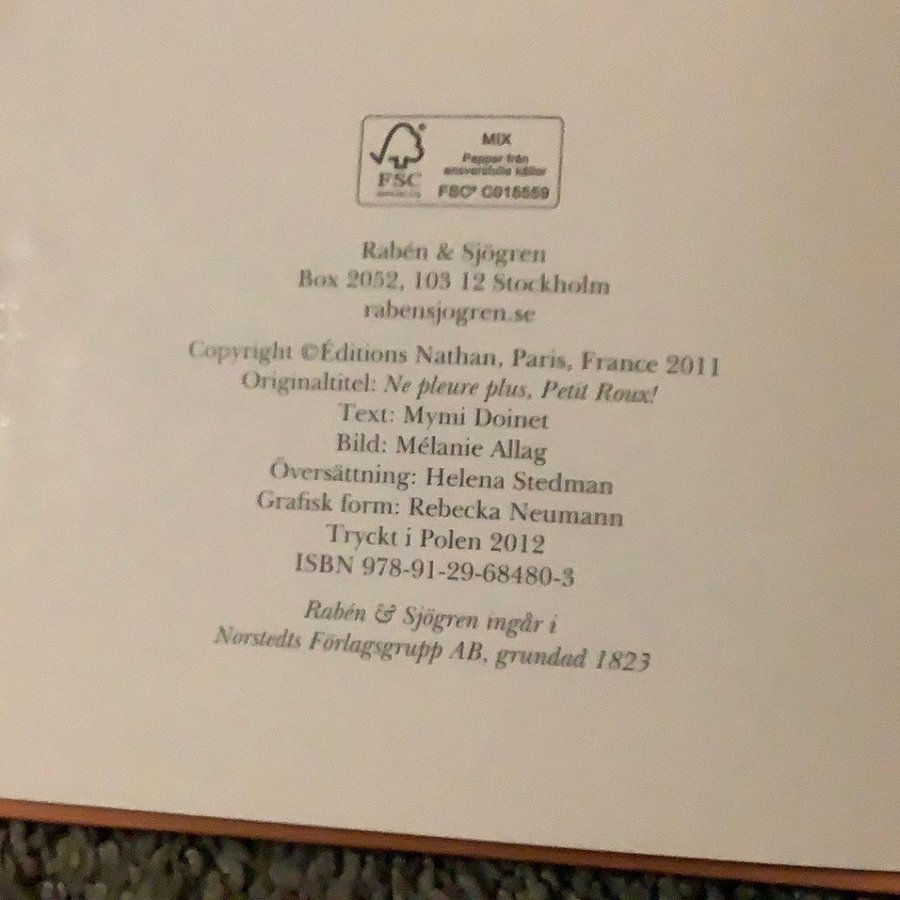 MIX
Papper från
ansvarsfulla källor
FSC® C015559
FSC
Rabén & Sjögren
Box 2052, 103 12 Stockholm
rabensjogren.se
Copyright ©Éditions Nathan, Paris, France 2011
Originaltitel: Ne pleure plus, Petit Roux!
Text: Mymi Doinet
Bild: Mélanie Allag
Översättning: Helena Stedman
Grafisk form: Rebecka Neumann
Tryckt i Polen 2012
ISBN 978-91-29-68480-3
Rabén & Sjögren ingår i
Norstedts Förlagsgrupp AB, grundad 1823